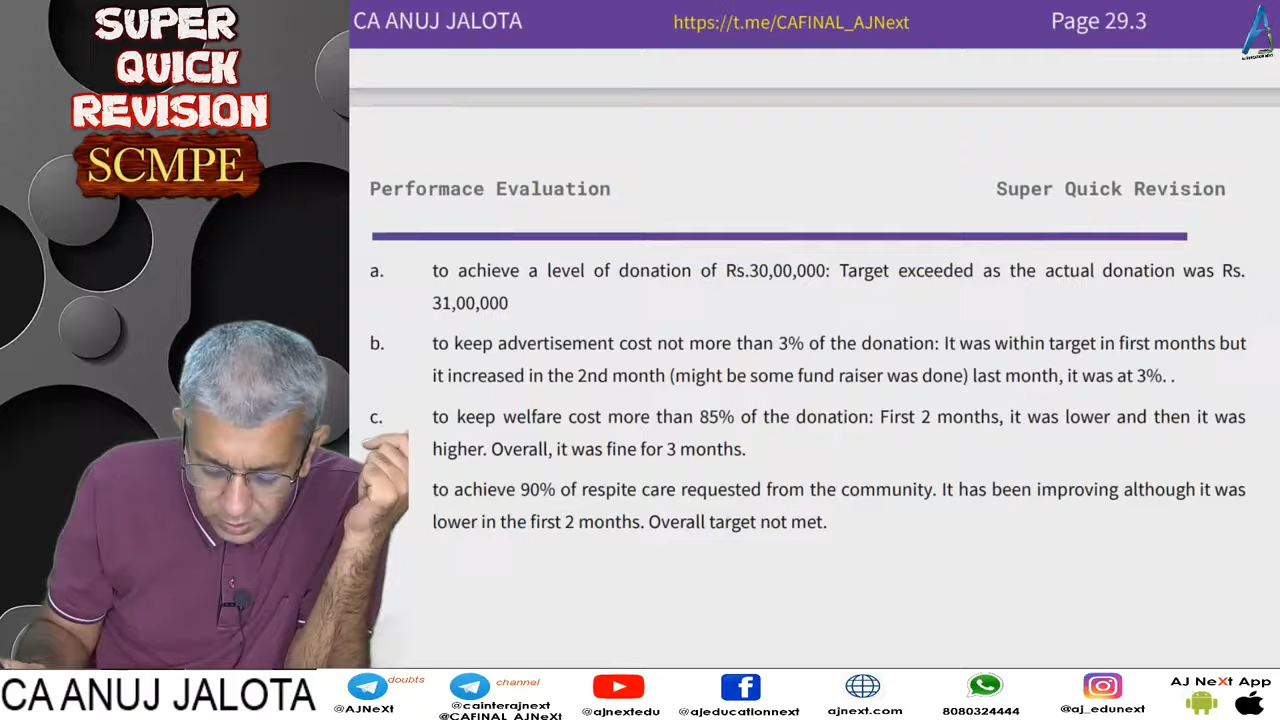 SUPER
QUICK
REVISION
SCMPE
CA ANUJ JALOTA
https://t.me/CAFINAL_AJNext
Page 29.3
Performace Evaluation
Super Quick Revision
a. to achieve a level of donation of Rs.30,00,000: Target exceeded as the actual donation was Rs.
31,00,000
b. to keep advertisement cost not more than 3% of the donation: It was within target in first months but
it increased in the 2nd month (might be some fund raiser was done) last month, it was at 3%. .
c. to keep welfare cost more than 85% of the donation: First 2 months, it was lower and then it was
higher. Overall, it was fine for 3 months.
to achieve 90% of respite care requested from the community. It has been improving although it was
lower in the first 2 months. Overall target not met.
CA ANUJ JALOTA
doubts
@AJNeXt
channel
@cainterajnext
@CAFINAL_AJNeXt
@ajnextedu
@ajeducationnext
ajnext.com
8080324444
@aj_edunext
AJ NeXt App